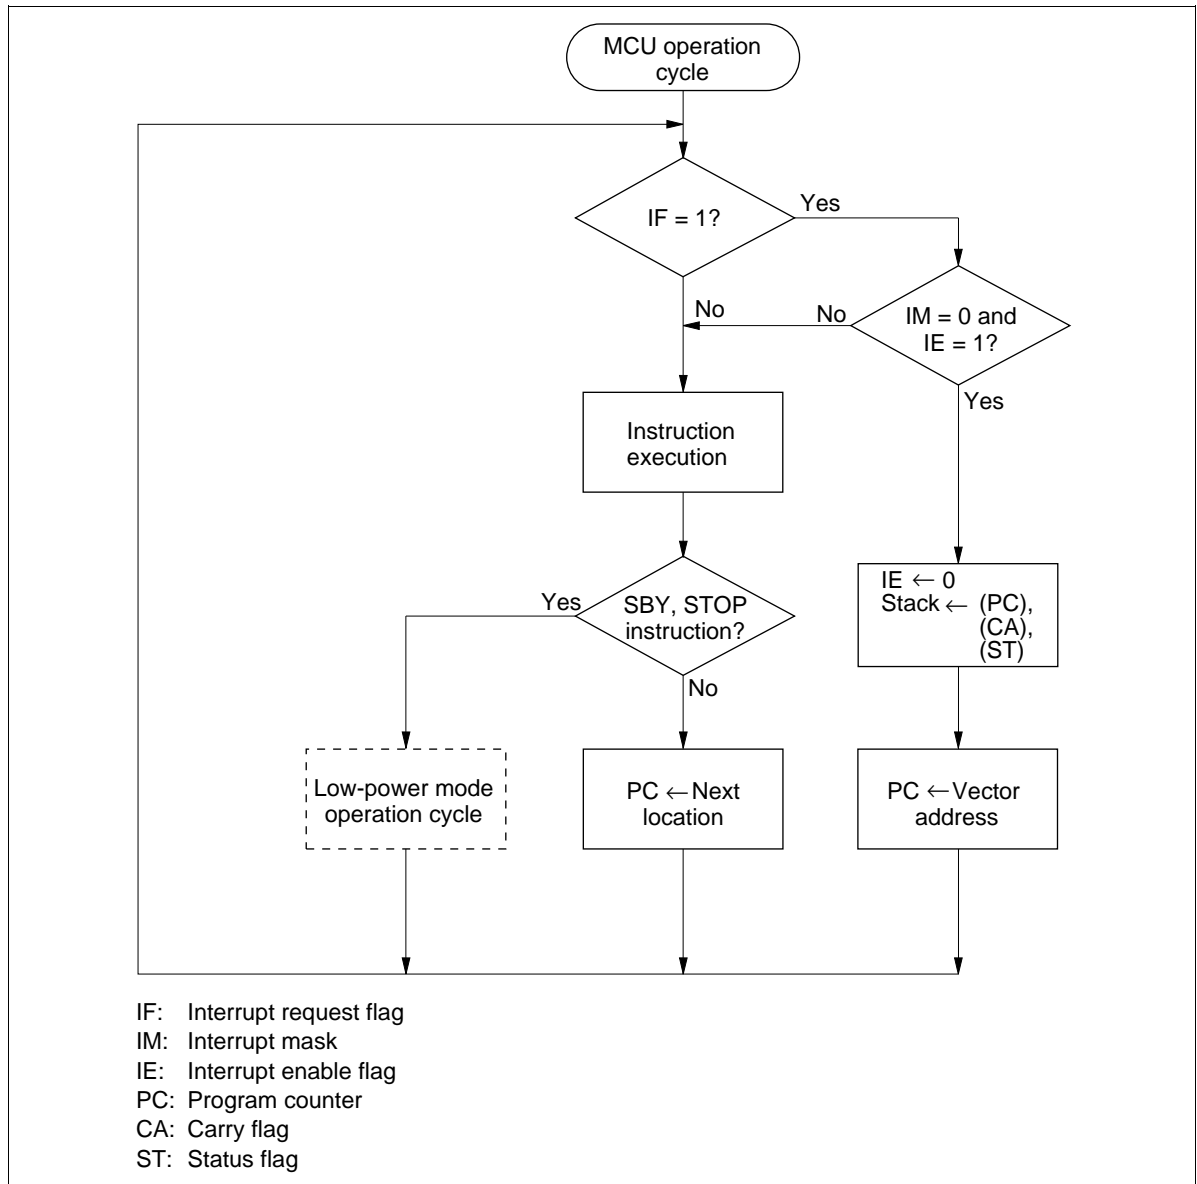 MCU operation
cycle
IF = 1?
Yes
No
No
IM = 0 and
IE = 1?
Yes
Instruction
execution
IE ← 0
Stack ← (PC),
(CA),
(ST)
Yes
SBY, STOP
instruction?
No
Low-power mode
operation cycle
PC ← Next
location
PC ← Vector
address
IF: Interrupt request flag
IM: Interrupt mask
IE: Interrupt enable flag
PC: Program counter
CA: Carry flag
ST: Status flag